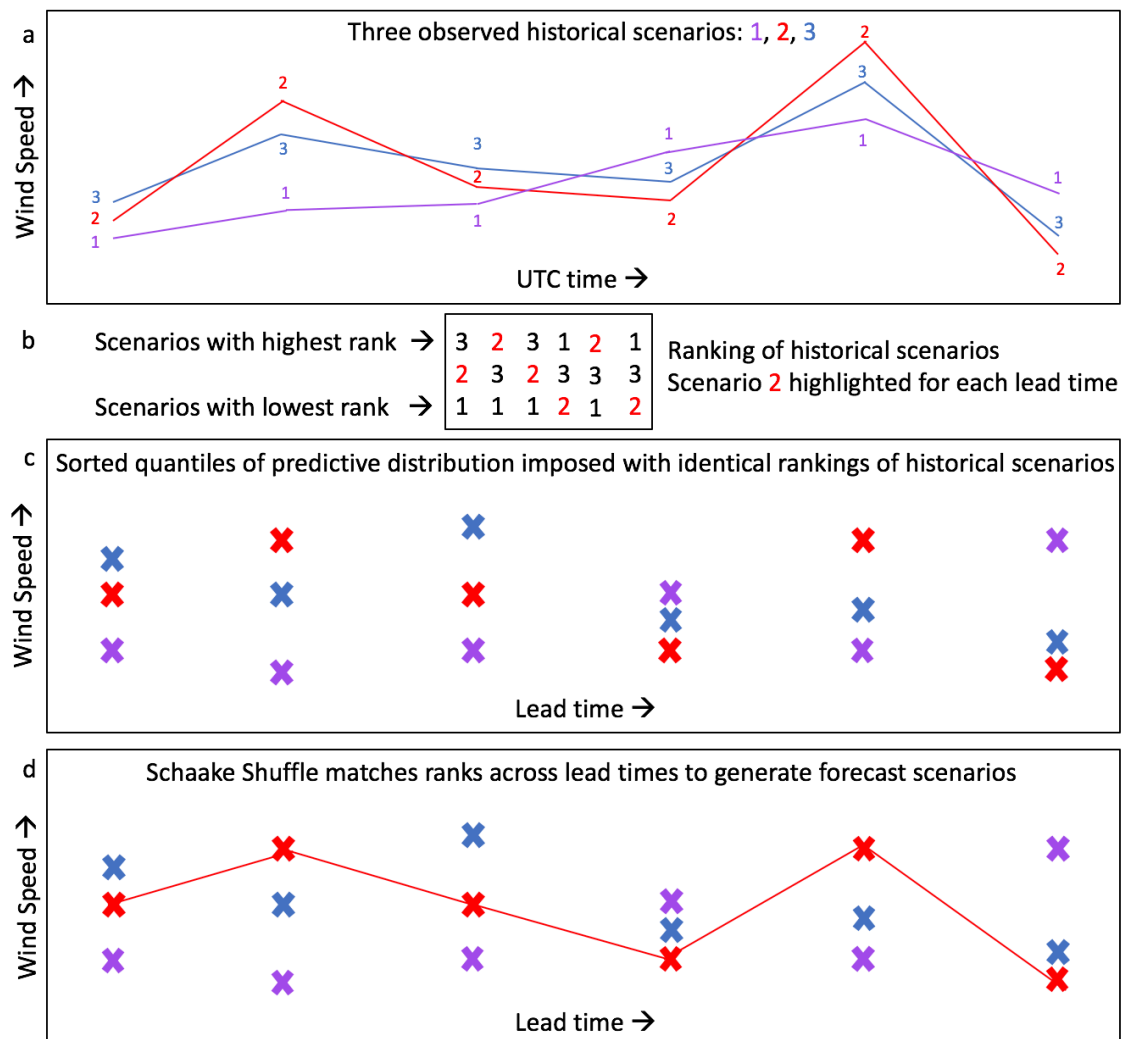 a
Three observed historical scenarios: 1, 2, 3
Wind Speed →
3
2
1
2
3
1
3
2
1
1
3
2
2
3
1
1
3
2
UTC time →
b
Scenarios with highest rank →
3 2 3 1 2 1
2 3 2 3 3 3
Scenarios with lowest rank →
1 1 1 2 1 2
Ranking of historical scenarios
Scenario 2 highlighted for each lead time
c
Sorted quantiles of predictive distribution imposed with identical rankings of historical scenarios
Wind Speed →
Lead time →
d
Schaake Shuffle matches ranks across lead times to generate forecast scenarios
Wind Speed →
Lead time →